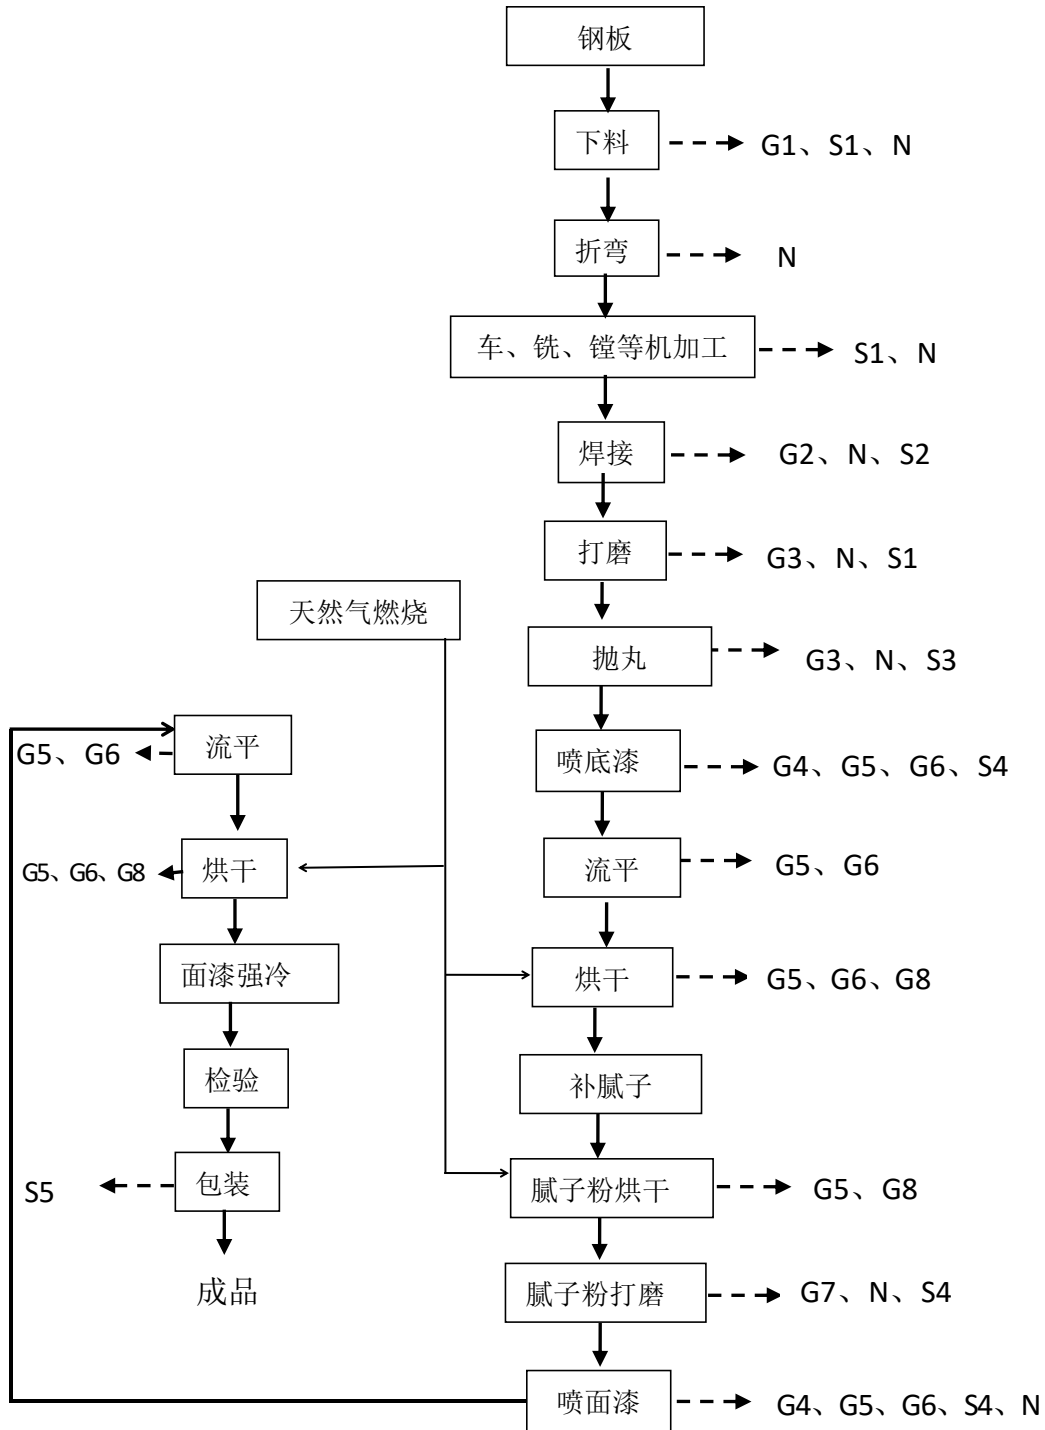 钢板
下料
G1、S1、N
折弯
N
车、铣、镗等机加工
S1、N
焊接
G2、N、S2
打磨
G3、N、S1
天然气燃烧
抛丸
G3、N、S3
喷底漆
G4、G5、G6、S4
流平
G5、G6
烘干
G5、G6、G8
补腻子
腻子粉烘干
G5、G8
腻子粉打磨
G7、N、S4
喷面漆
G4、G5、G6、S4、N
流平
G5、G6
烘干
G5、G6、G8
面漆强冷
检验
包装
S5
成品